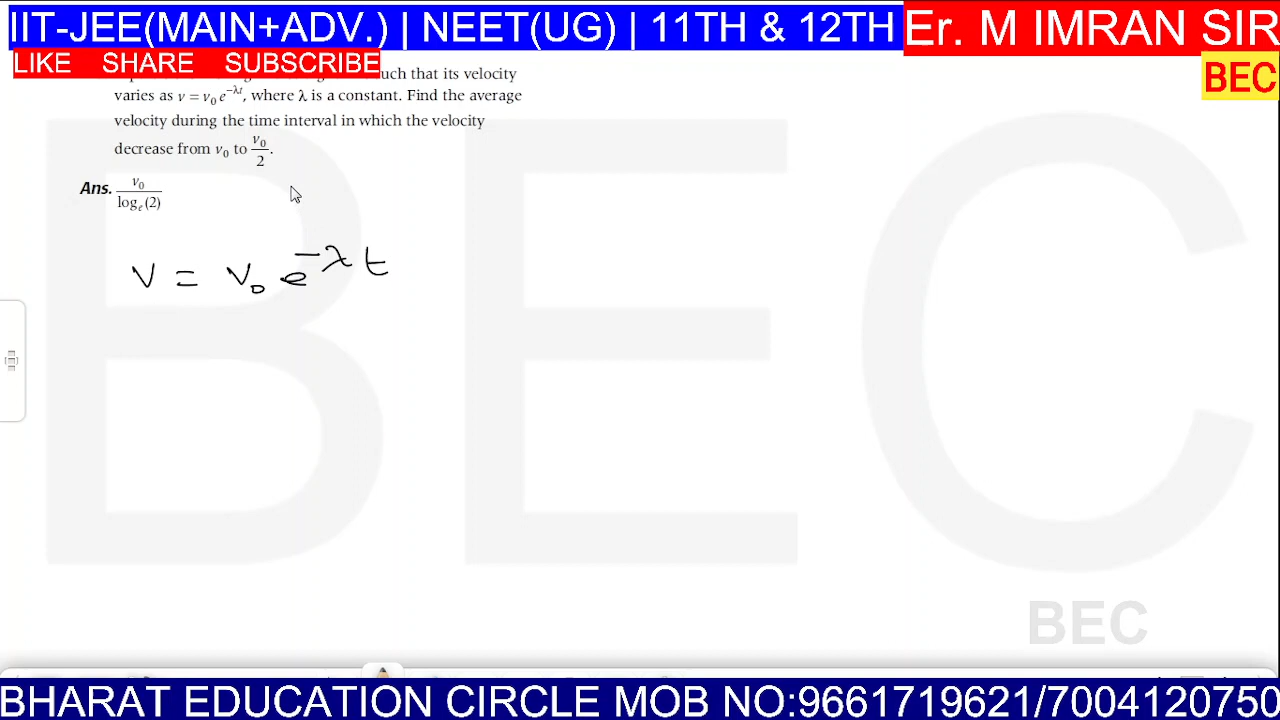 IIT-JEE(MAIN+ADV.) | NEET(UG) | 11TH & 12TH Er. M IMRAN SIR
LIKE SHARE SUBSCRIBE
BEC
such that its velocity
varies as v = v₀ e^−λt, where λ is a constant. Find the average
velocity during the time interval in which the velocity
decrease from v₀ to v₀/2.
Ans. v₀/logₑ(2)
v = v₀ e^−λt
BEC
BEC
BHARAT EDUCATION CIRCLE MOB NO:9661719621/7004120750